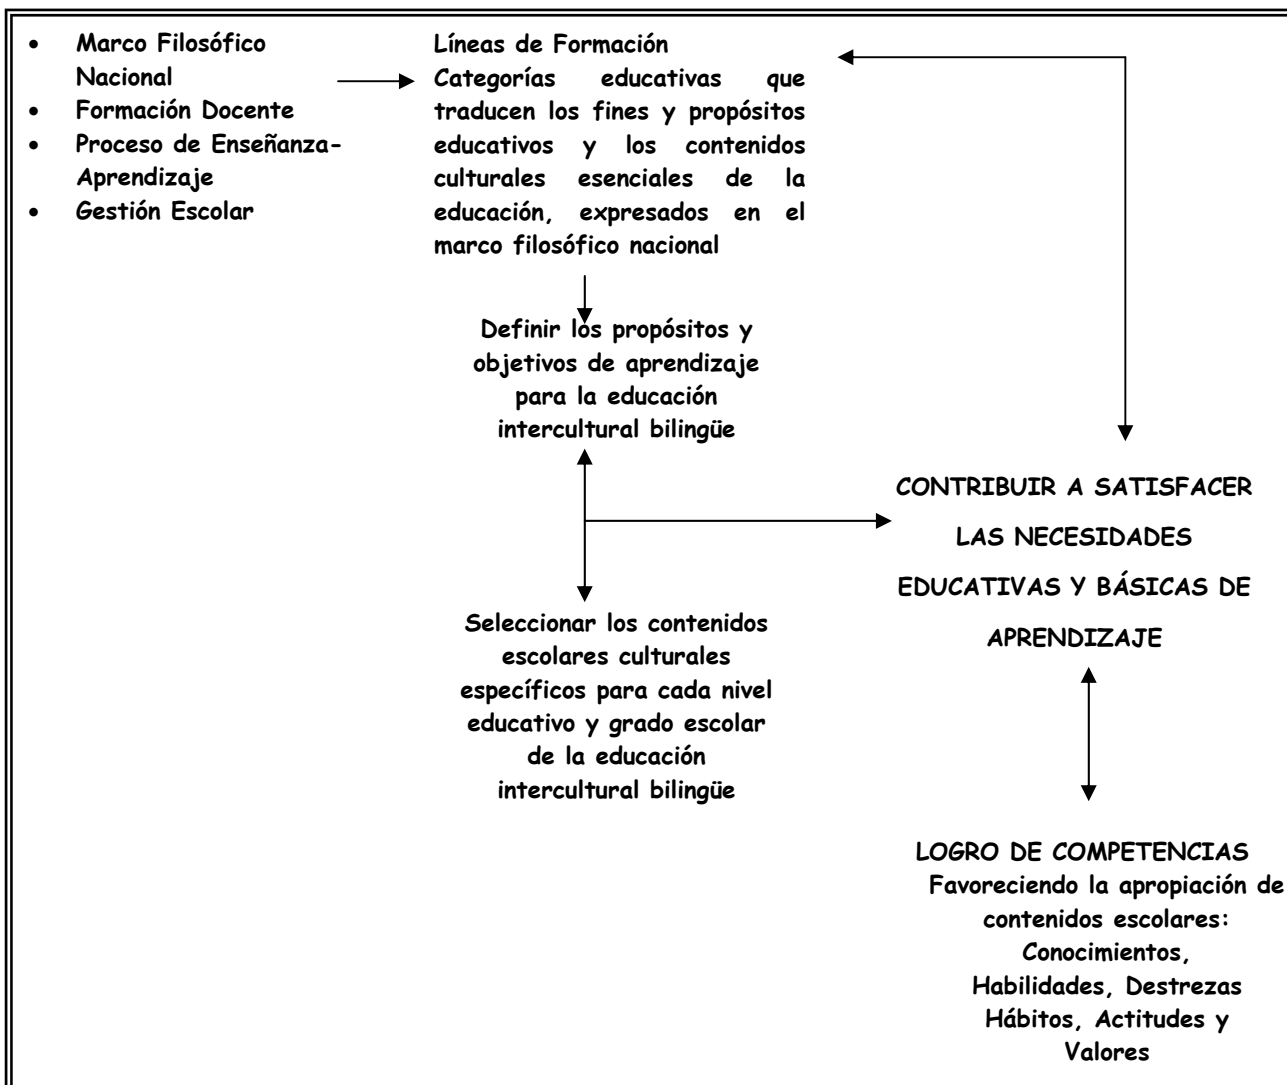 • Marco Filosófico
Nacional
• Formación Docente
• Proceso de Enseñanza-
Aprendizaje
• Gestión Escolar
Líneas de Formación
Categorías educativas que
traducen los fines y propósitos
educativos y los contenidos
culturales esenciales de la
educación, expresados en el
marco filosófico nacional
Definir los propósitos y
objetivos de aprendizaje
para la educación
intercultural bilingüe
Seleccionar los contenidos
escolares culturales
específicos para cada nivel
educativo y grado escolar
de la educación
intercultural bilingüe
CONTRIBUIR A SATISFACER
LAS NECESIDADES
EDUCATIVAS Y BÁSICAS DE
APRENDIZAJE
LOGRO DE COMPETENCIAS
Favoreciendo la apropiación de
contenidos escolares:
Conocimientos,
Habilidades, Destrezas
Hábitos, Actitudes y
Valores